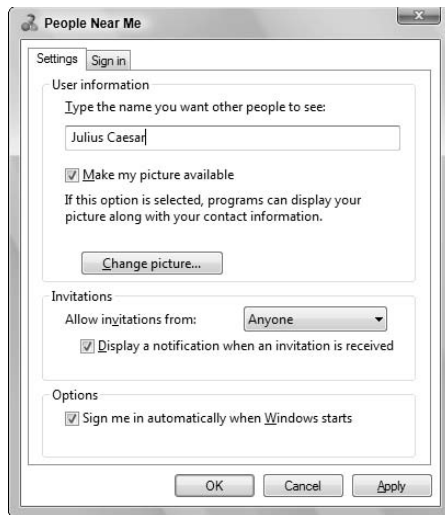 People Near Me
Settings Sign in
User information
Type the name you want other people to see:
Julius Caesar
Make my picture available
If this option is selected, programs can display your
picture along with your contact information.
Change picture...
Invitations
Allow invitations from: Anyone
Display a notification when an invitation is received
Options
Sign me in automatically when Windows starts
OK Cancel Apply